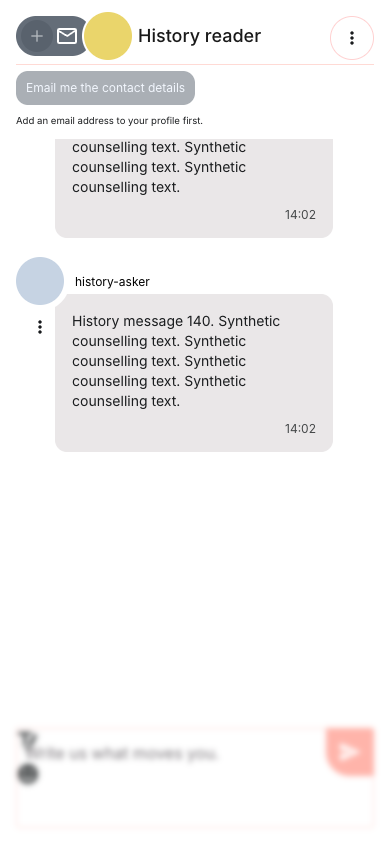 History reader
Email me the contact details
Add an email address to your profile first.
counselling text. Synthetic
counselling text. Synthetic
counselling text.
14:02
history-asker
History message 140. Synthetic
counselling text. Synthetic
counselling text. Synthetic
counselling text. Synthetic
counselling text.
14:02
Write us what moves you.